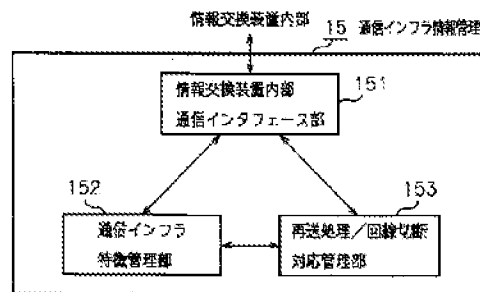 情報交換装置内部
15 通信インフラ情報管理
情報交換装置内部
通信インタフェース部
151
152
通信インフラ
特徴管理部
153
再送処理／回線切断
対応管理部